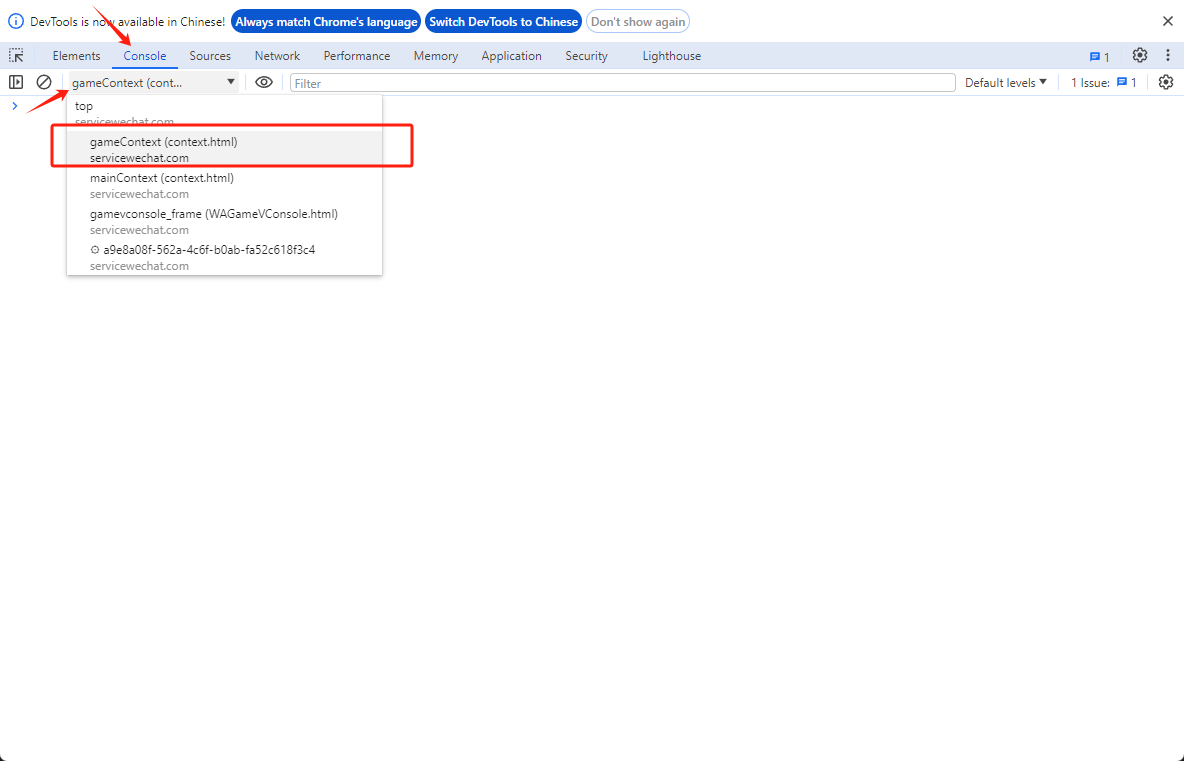 DevTools is now available in Chinese! Always match Chrome's language Switch DevTools to Chinese Don't show again
Elements Console Sources Network Performance Memory Application Security Lighthouse 1
gameContext (cont... Filter Default levels 1 Issue: 1
top
servicewechat.com
gameContext (context.html)
servicewechat.com
mainContext (context.html)
servicewechat.com
gamevconsole_frame (WAGameVConsole.html)
servicewechat.com
a9e8a08f-562a-4c6f-b0ab-fa52c618f3c4
servicewechat.com